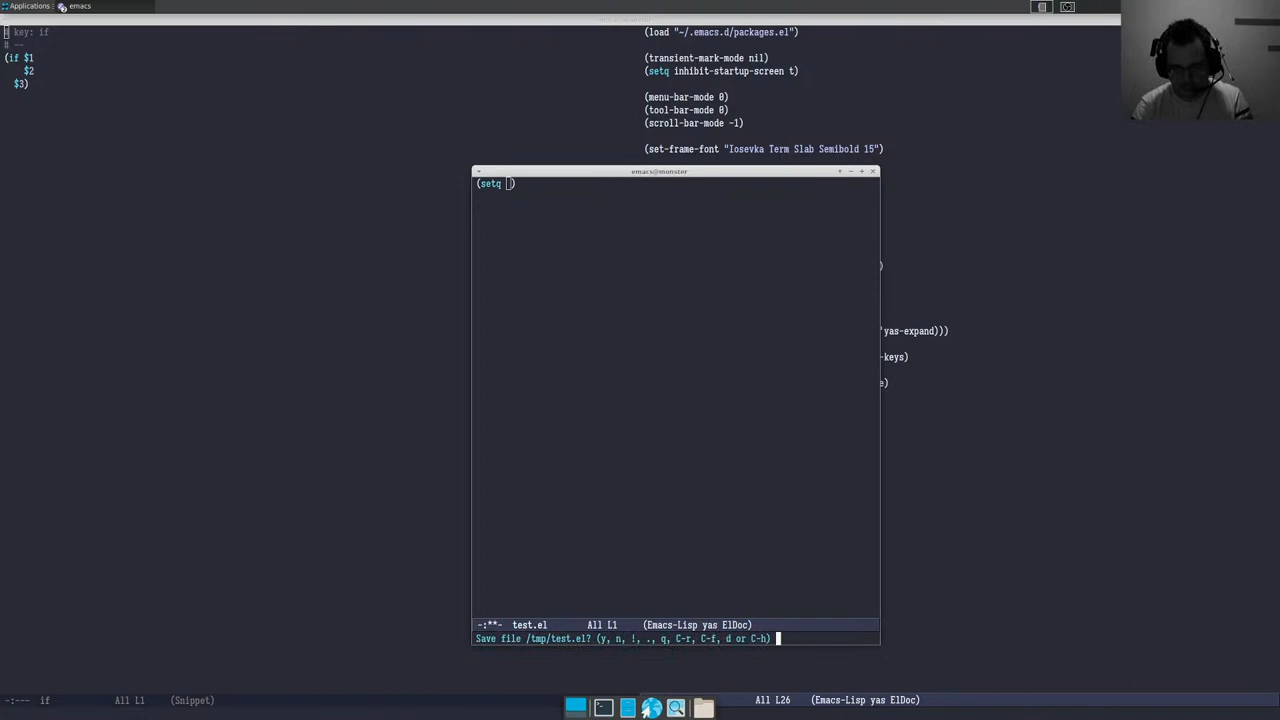 Applications
emacs
# key: if
# --
(if $1
$2
$3)
(load "~/.emacs.d/packages.el")
(transient-mark-mode nil)
(setq inhibit-startup-screen t)
(menu-bar-mode 0)
(tool-bar-mode 0)
(scroll-bar-mode -1)
(set-frame-font "Iosevka Term Slab Semibold 15")
emacs@monster
(setq )
)
'yas-expand)))
-keys)
e)
-:**- test.el All L1 (Emacs-Lisp yas ElDoc)
Save file /tmp/test.el? (y, n, !, ., q, C-r, C-f, d or C-h)
-:--- if All L1 (Snippet)
All L26 (Emacs-Lisp yas ElDoc)